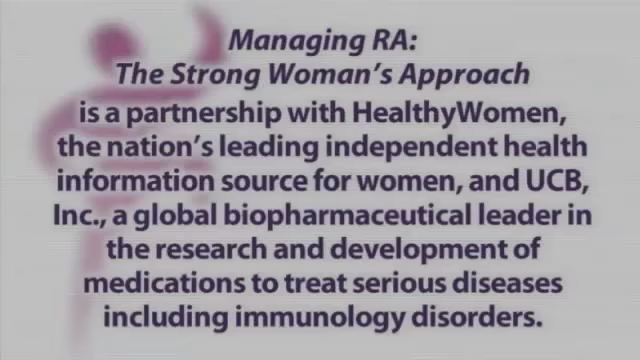 Managing RA:
The Strong Woman's Approach
is a partnership with HealthyWomen,
the nation's leading independent health
information source for women, and UCB,
Inc., a global biopharmaceutical leader in
the research and development of
medications to treat serious diseases
including immunology disorders.